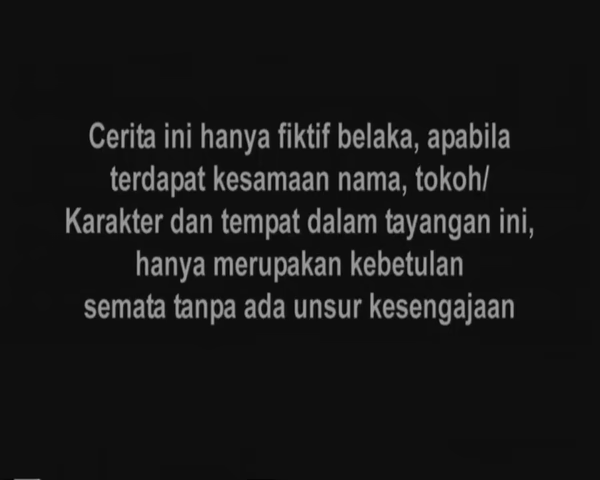 Cerita ini hanya fiktif belaka, apabila
terdapat kesamaan nama, tokoh/
Karakter dan tempat dalam tayangan ini,
hanya merupakan kebetulan
semata tanpa ada unsur kesengajaan